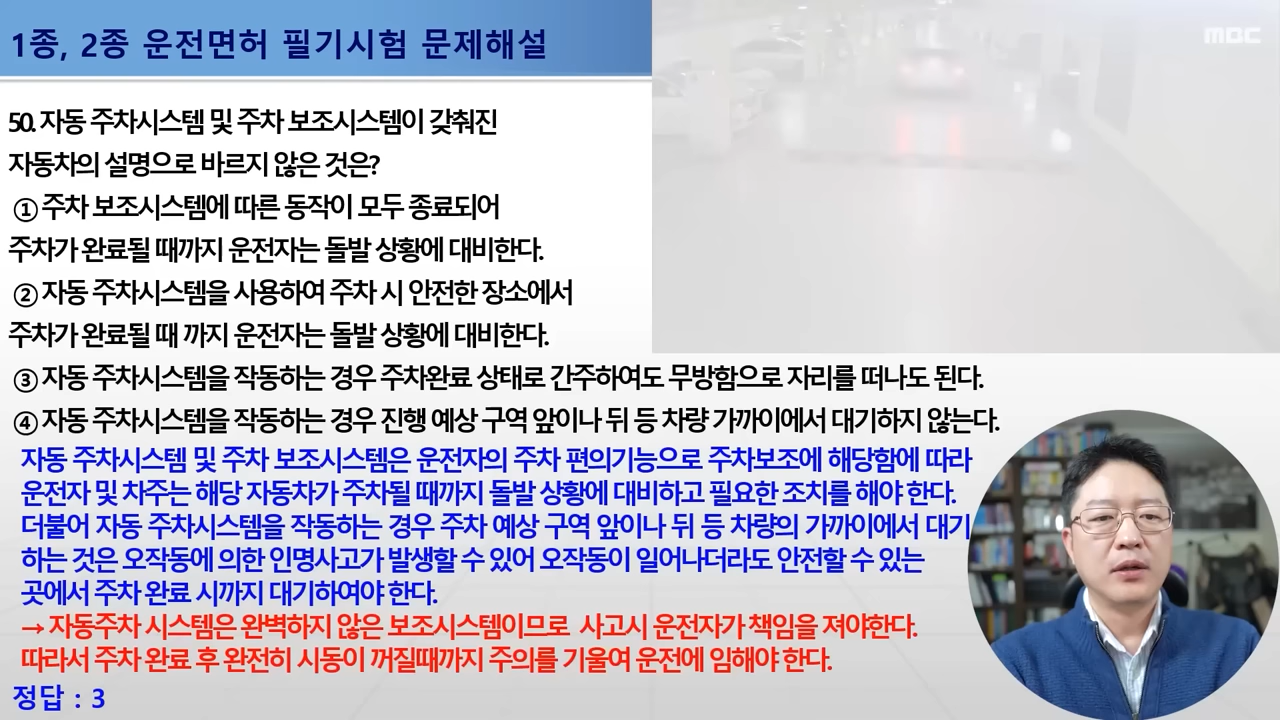 1종, 2종 운전면허 필기시험 문제해설
MBC
50. 자동 주차시스템 및 주차 보조시스템이 갖춰진
자동차의 설명으로 바르지 않은 것은?
① 주차 보조시스템에 따른 동작이 모두 종료되어
주차가 완료될 때까지 운전자는 돌발 상황에 대비한다.
② 자동 주차시스템을 사용하여 주차 시 안전한 장소에서
주차가 완료될 때 까지 운전자는 돌발 상황에 대비한다.
③ 자동 주차시스템을 작동하는 경우 주차완료 상태로 간주하여도 무방함으로 자리를 떠나도 된다.
④ 자동 주차시스템을 작동하는 경우 진행 예상 구역 앞이나 뒤 등 차량 가까이에서 대기하지 않는다.
자동 주차시스템 및 주차 보조시스템은 운전자의 주차 편의기능으로 주차보조에 해당함에 따라
운전자 및 차주는 해당 자동차가 주차될 때까지 돌발 상황에 대비하고 필요한 조치를 해야 한다.
더불어 자동 주차시스템을 작동하는 경우 주차 예상 구역 앞이나 뒤 등 차량의 가까이에서 대기
하는 것은 오작동에 의한 인명사고가 발생할 수 있어 오작동이 일어나더라도 안전할 수 있는
곳에서 주차 완료 시까지 대기하여야 한다.
→ 자동주차 시스템은 완벽하지 않은 보조시스템이므로 사고시 운전자가 책임을 져야한다.
따라서 주차 완료 후 완전히 시동이 꺼질때까지 주의를 기울여 운전에 임해야 한다.
정답 : 3